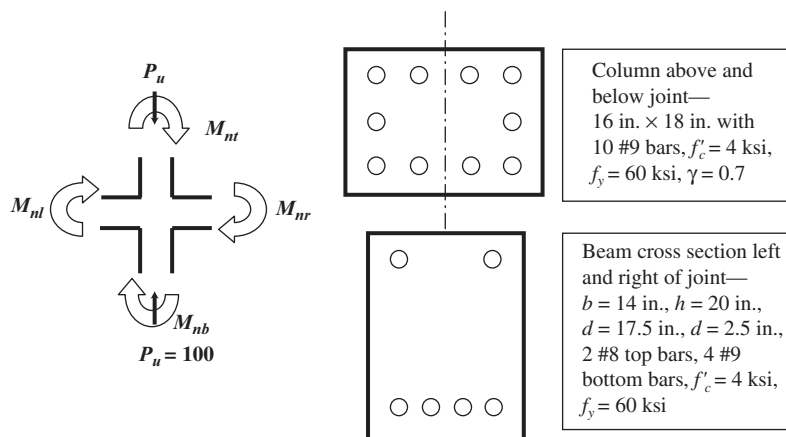 P_u
M_nt
M_nl
M_nr
M_nb
P_u = 100
Column above and
below joint—
16 in. × 18 in. with
10 #9 bars, f′_c = 4 ksi,
f_y = 60 ksi, γ = 0.7
Beam cross section left
and right of joint—
b = 14 in., h = 20 in.,
d = 17.5 in., d = 2.5 in.,
2 #8 top bars, 4 #9
bottom bars, f′_c = 4 ksi,
f_y = 60 ksi